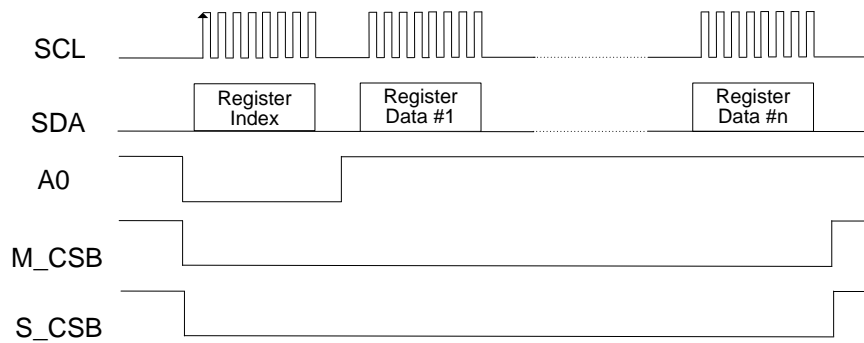 SCL
SDA
Register
Index
Register
Data #1
Register
Data #n
A0
M_CSB
S_CSB